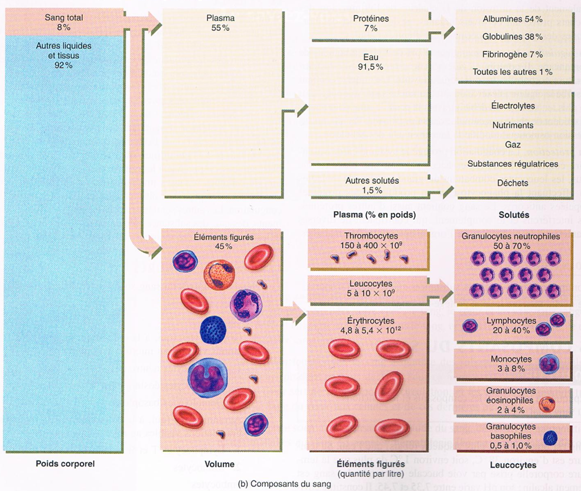 Sang total
8 %
Autres liquides
et tissus
92 %
Poids corporel
Plasma
55 %
Éléments figurés
45 %
Volume
Protéines
7 %
Eau
91,5 %
Autres solutés
1,5 %
Plasma (% en poids)
Albumines 54 %
Globulines 38 %
Fibrinogène 7 %
Toutes les autres 1 %
Électrolytes
Nutriments
Gaz
Substances régulatrices
Déchets
Solutés
Thrombocytes
150 à 400 × 10⁹
Leucocytes
5 à 10 × 10⁹
Érythrocytes
4,8 à 5,4 × 10¹²
Éléments figurés
(quantité par litre)
Granulocytes neutrophiles
50 à 70 %
Lymphocytes
20 à 40 %
Monocytes
3 à 8 %
Granulocytes
éosinophiles
2 à 4 %
Granulocytes
basophiles
0,5 à 1,0 %
Leucocytes
(b) Composants du sang